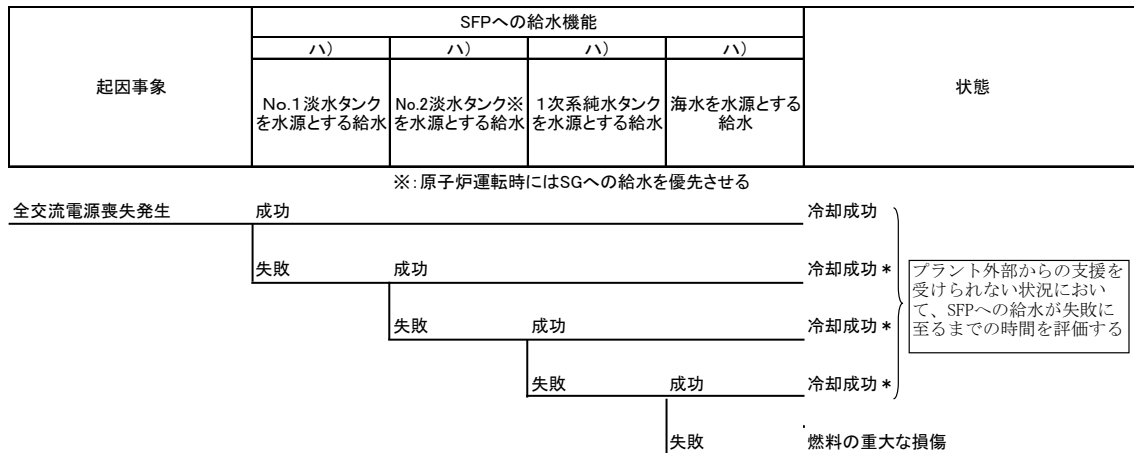 SFPへの給水機能
起因事象
ハ)
ハ)
ハ)
ハ)
状態
No.1淡水タンク
を水源とする給水
No.2淡水タンク※
を水源とする給水
1次系純水タンク
を水源とする給水
海水を水源とする
給水
※：原子炉運転時にはSGへの給水を優先させる
全交流電源喪失発生
成功
冷却成功
失敗
成功
冷却成功＊
失敗
成功
冷却成功＊
失敗
成功
冷却成功＊
失敗
燃料の重大な損傷
プラント外部からの支援を
受けられない状況におい
て、SFPへの給水が失敗に
至るまでの時間を評価する